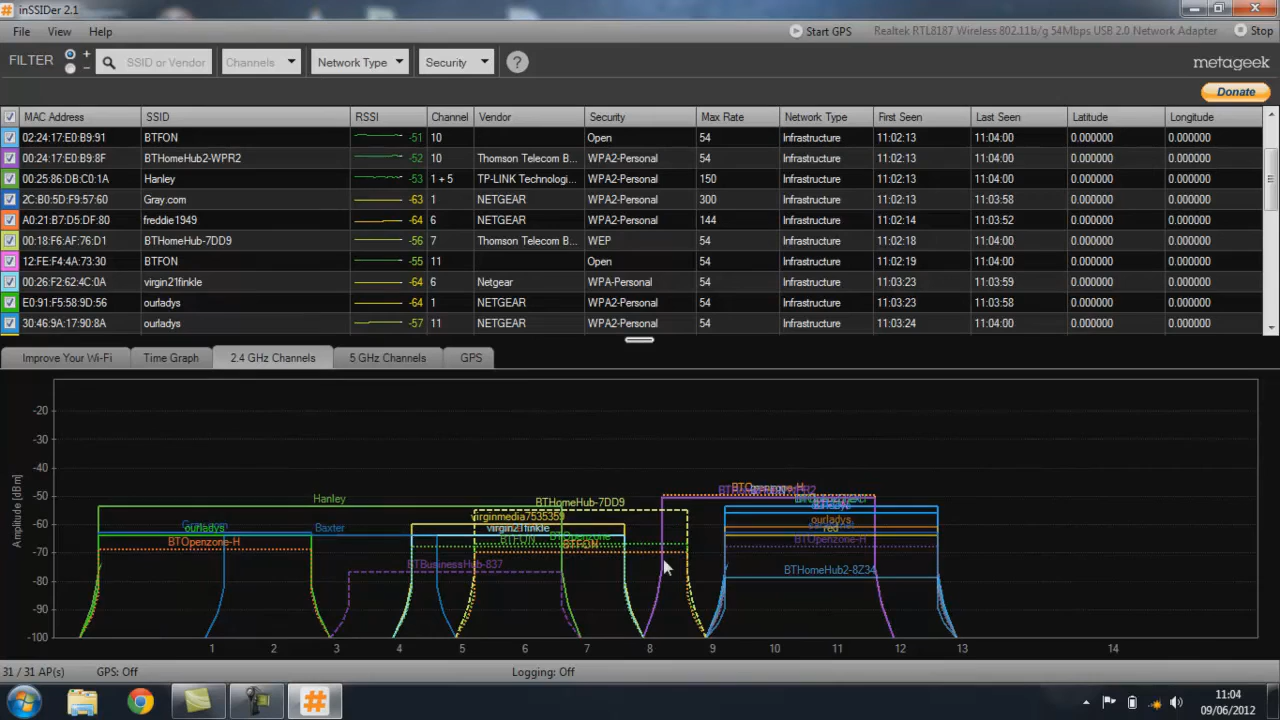 inSSIDer 2.1
File View Help Start GPS Realtek RTL8187 Wireless 802.11b/g 54Mbps USB 2.0 Network Adapter Stop
FILTER + - SSID or Vendor Channels Network Type Security ? metageek
Donate
MAC Address SSID RSSI Channel Vendor Security Max Rate Network Type First Seen Last Seen Latitude Longitude
02:24:17:E0:B9:91 BTFON -51 10 Open 54 Infrastructure 11:02:13 11:04:00 0.000000 0.000000
00:24:17:E0:B9:8F BTHomeHub2-WPR2 -52 10 Thomson Telecom B... WPA2-Personal 54 Infrastructure 11:02:13 11:04:00 0.000000 0.000000
00:25:86:DB:C0:1A Hanley -53 1 + 5 TP-LINK Technologi... WPA2-Personal 150 Infrastructure 11:02:13 11:04:00 0.000000 0.000000
2C:B0:5D:F9:57:60 Gray.com -63 1 NETGEAR WPA2-Personal 300 Infrastructure 11:02:13 11:03:58 0.000000 0.000000
A0:21:B7:D5:DF:80 freddie1949 -64 6 NETGEAR WPA2-Personal 144 Infrastructure 11:02:14 11:03:52 0.000000 0.000000
00:18:F6:AF:76:D1 BTHomeHub-7DD9 -56 7 Thomson Telecom B... WEP 54 Infrastructure 11:02:18 11:04:00 0.000000 0.000000
12:FE:F4:4A:73:30 BTFON -55 11 Open 54 Infrastructure 11:02:19 11:04:00 0.000000 0.000000
00:26:F2:62:4C:0A virgin21finkle -64 6 Netgear WPA-Personal 54 Infrastructure 11:03:23 11:03:59 0.000000 0.000000
E0:91:F5:58:9D:56 ourladys -64 1 NETGEAR WPA2-Personal 54 Infrastructure 11:03:23 11:03:58 0.000000 0.000000
30:46:9A:17:90:8A ourladys -57 11 NETGEAR WPA2-Personal 54 Infrastructure 11:03:24 11:04:00 0.000000 0.000000
Improve Your Wi-Fi Time Graph 2.4 GHz Channels 5 GHz Channels GPS
Amplitude [dBm]
-20
-30
-40
-50
-60
-70
-80
-90
-100
Hanley
BTHomeHub-7DD9
virginmedia7535359
ourladys
Baxter
virgin21finkle
ourladys
red
BTOpenzone-H
BTFON
BTFON
BTOpenzone-H
BTBusinessHub-837
BTHomeHub2-8Z34
1 2 3 4 5 6 7 8 9 10 11 12 13 14
31 / 31 AP(s) GPS: Off Logging: Off
11:04
09/06/2012